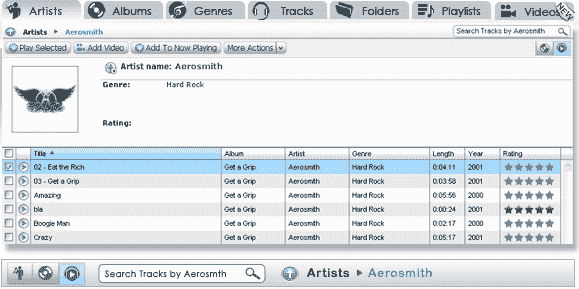 Artists Albums Genres Tracks Folders Playlists Videos NEW
Artists ▸ Aerosmith Search Tracks by Aerosmith
Play Selected Add Video Add To Now Playing More Actions
Artist name: Aerosmith
Genre: Hard Rock
Rating:
Title Album Artist Genre Length Year Rating
02 - Eat the Rich Get a Grip Aerosmith Hard Rock 0:04:11 2001
03 - Get a Grip Get a Grip Aerosmith Hard Rock 0:03:58 2001
Amazing Get a Grip Aerosmith Hard Rock 0:05:56 2000
bla Get a Grip Aerosmith Hard Rock 0:00:24 2001
Boogie Man Get a Grip Aerosmith Hard Rock 0:02:17 2000
Crazy Get a Grip Aerosmith Hard Rock 0:05:17 2001
Search Tracks by Aerosmth Artists ▸ Aerosmith